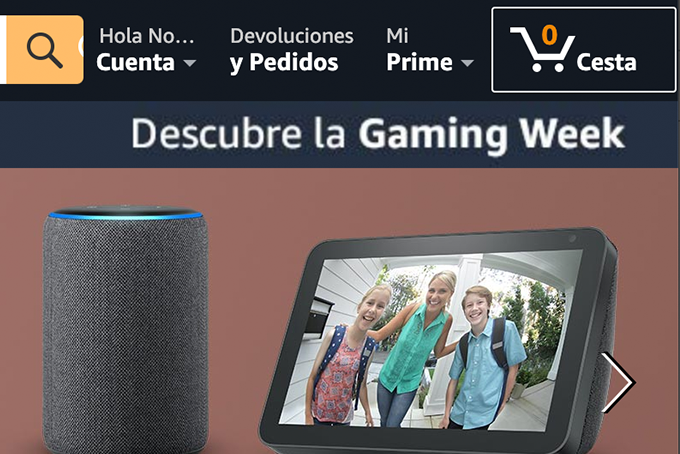 Hola No...
Cuenta
Devoluciones
y Pedidos
Mi
Prime
0
Cesta
Descubre la Gaming Week